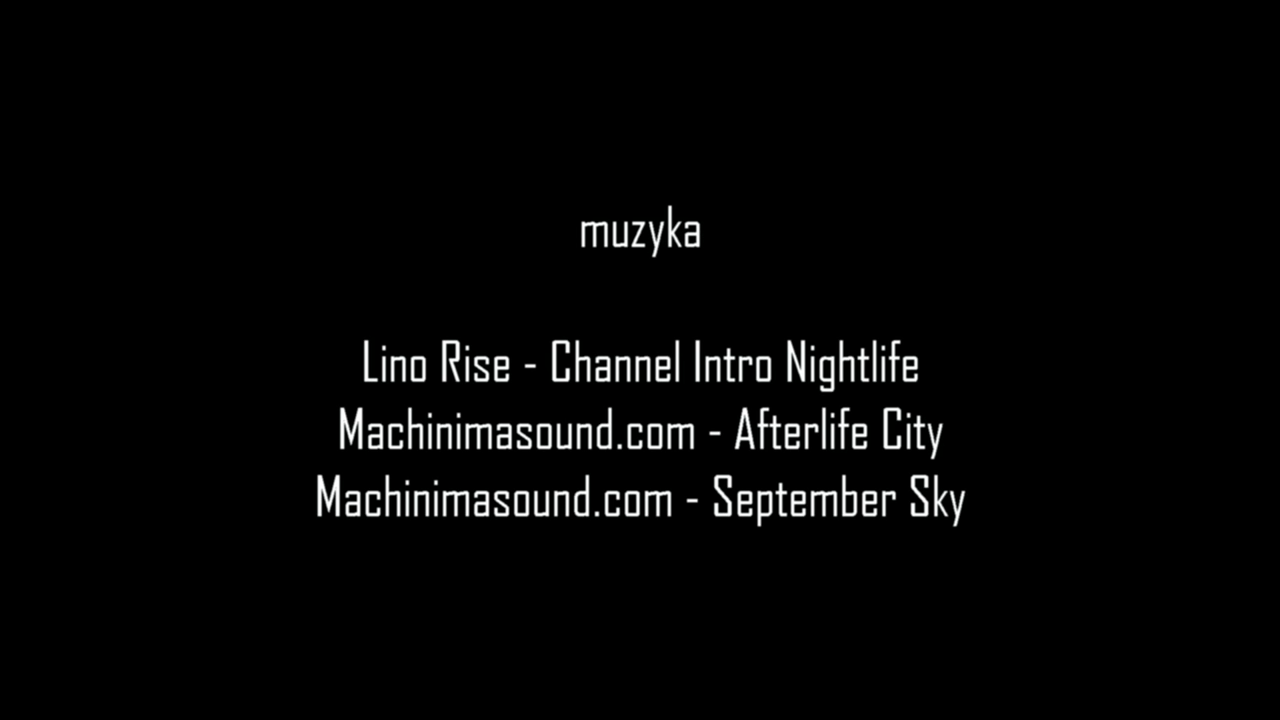 muzyka
Lino Rise - Channel Intro Nightlife
Machinimasound.com - Afterlife City
Machinimasound.com - September Sky